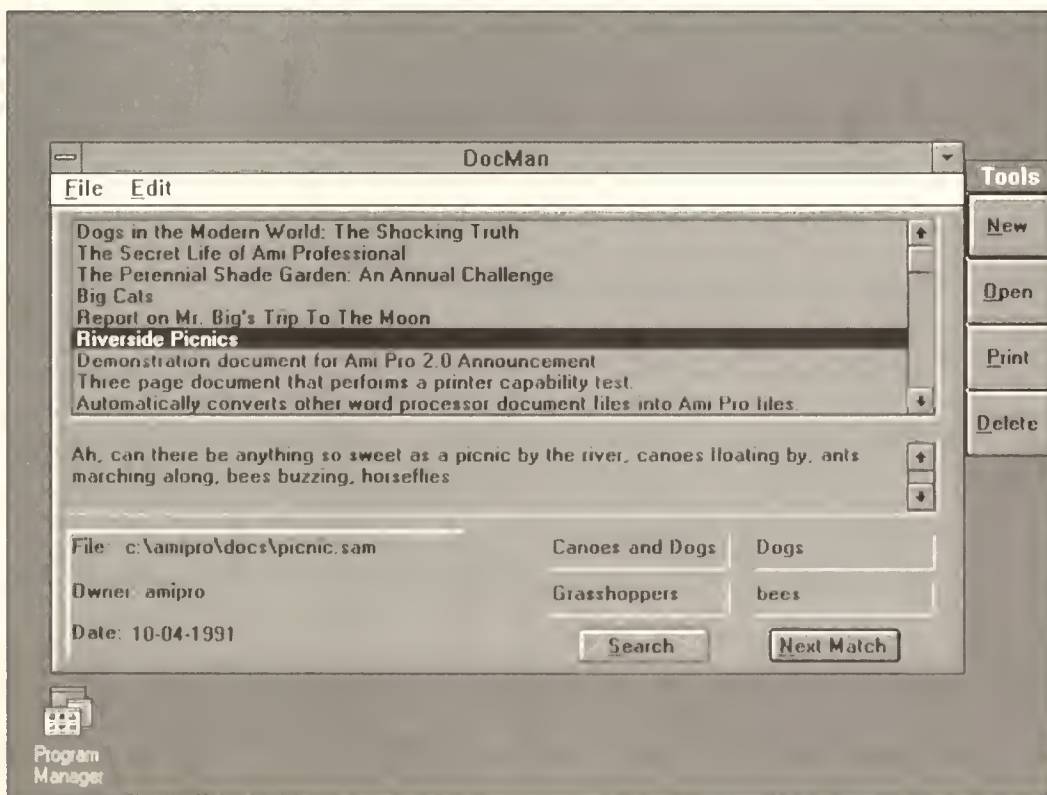 DocMan
File Edit
Dogs in the Modern World: The Shocking Truth
The Secret Life of Ami Professional
The Perennial Shade Garden: An Annual Challenge
Big Cats
Report on Mr. Big's Trip To The Moon
Riverside Picnics
Demonstration document for Ami Pro 2.0 Announcement
Three page document that performs a printer capability test.
Automatically converts other word processor document files into Ami Pro files.
Ah, can there be anything so sweet as a picnic by the river, canoes floating by, ants
marching along, bees buzzing, horseflies
File: c:\amipro\docs\picnic.sam
Owner: amipro
Date: 10-04-1991
Canoes and Dogs
Dogs
Grasshoppers
bees
Search
Next Match
Tools
New
Open
Print
Delete
Program
Manager